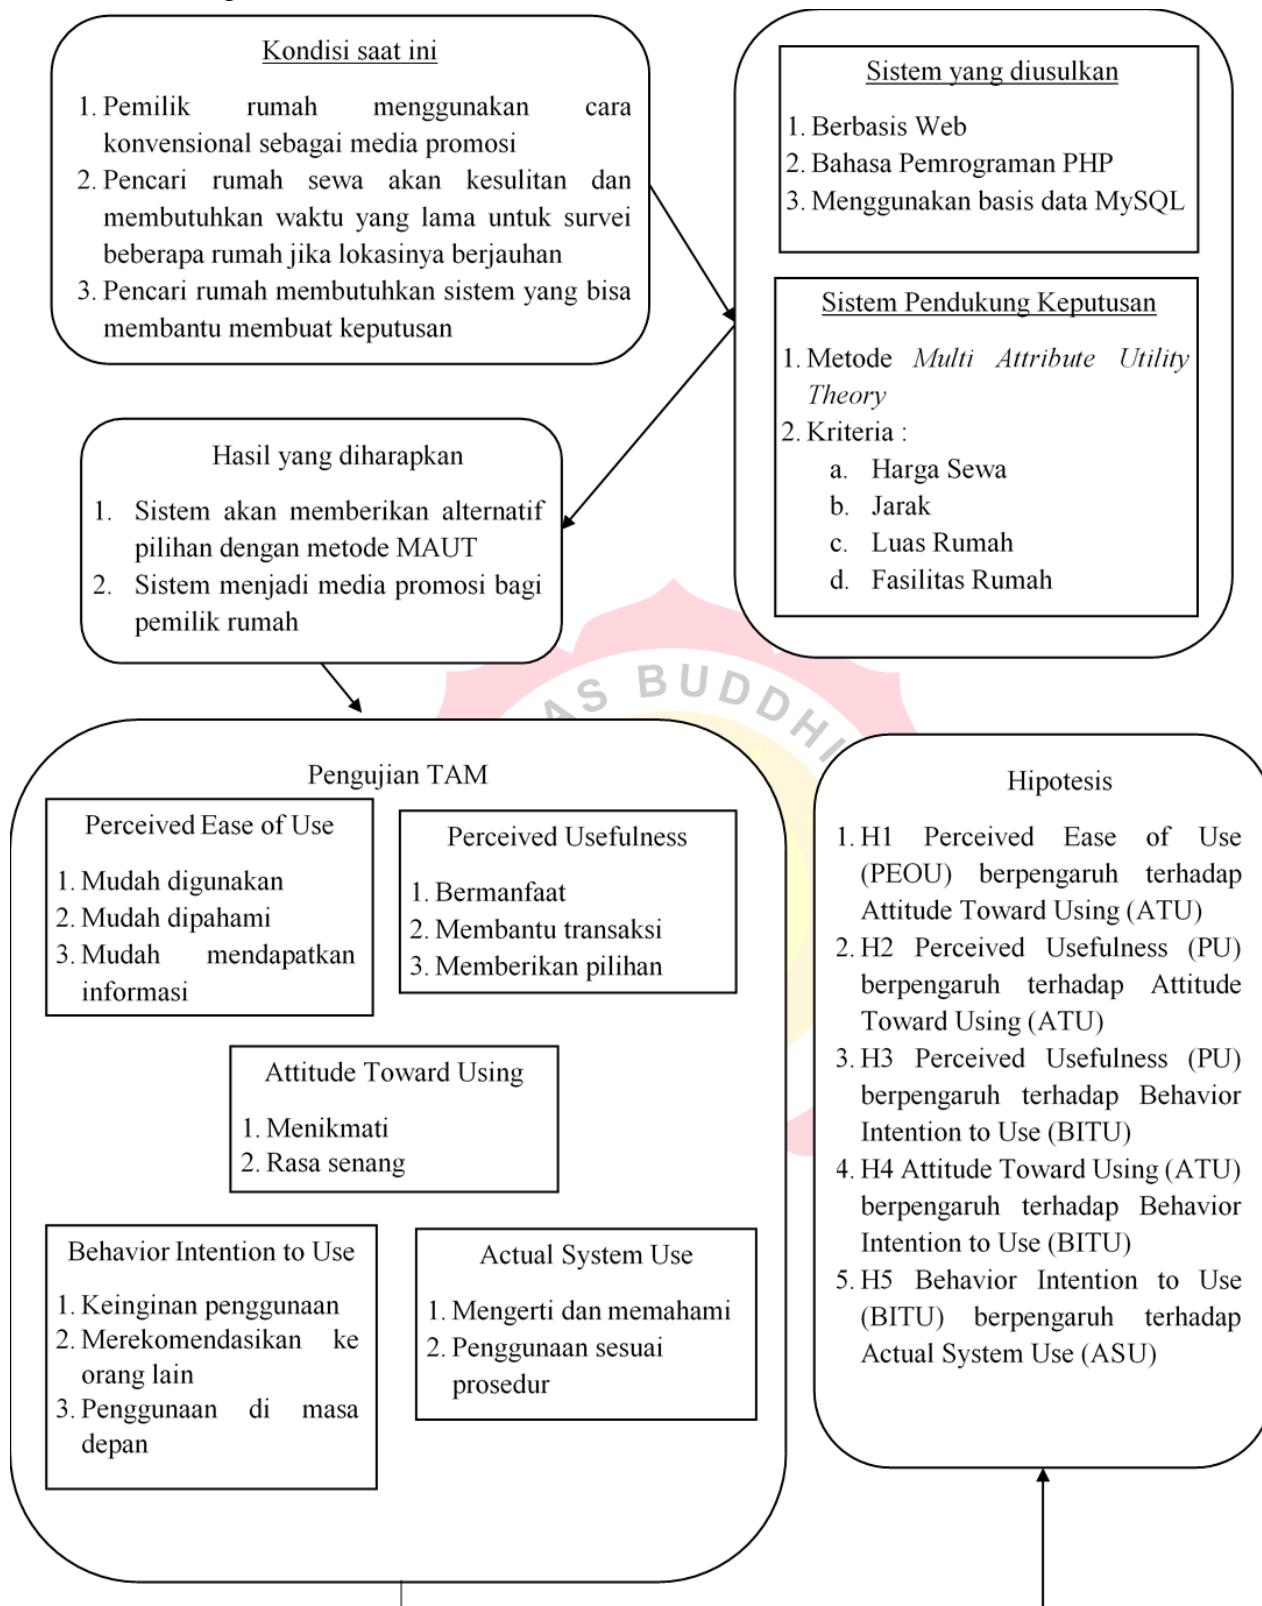 Kondisi saat ini
1. Pemilik rumah menggunakan cara
konvensional sebagai media promosi
2. Pencari rumah sewa akan kesulitan dan
membutuhkan waktu yang lama untuk survei
beberapa rumah jika lokasinya berjauhan
3. Pencari rumah membutuhkan sistem yang bisa
membantu membuat keputusan
Sistem yang diusulkan
1. Berbasis Web
2. Bahasa Pemrograman PHP
3. Menggunakan basis data MySQL
Sistem Pendukung Keputusan
1. Metode Multi Attribute Utility
Theory
2. Kriteria :
a. Harga Sewa
b. Jarak
c. Luas Rumah
d. Fasilitas Rumah
Hasil yang diharapkan
1. Sistem akan memberikan alternatif
pilihan dengan metode MAUT
2. Sistem menjadi media promosi bagi
pemilik rumah
AS BUDDHI
Pengujian TAM
Perceived Ease of Use
1. Mudah digunakan
2. Mudah dipahami
3. Mudah mendapatkan
informasi
Perceived Usefulness
1. Bermanfaat
2. Membantu transaksi
3. Memberikan pilihan
Attitude Toward Using
1. Menikmati
2. Rasa senang
Behavior Intention to Use
1. Keinginan penggunaan
2. Merekomendasikan ke
orang lain
3. Penggunaan di masa
depan
Actual System Use
1. Mengerti dan memahami
2. Penggunaan sesuai
prosedur
Hipotesis
1. H1 Perceived Ease of Use
(PEOU) berpengaruh terhadap
Attitude Toward Using (ATU)
2. H2 Perceived Usefulness (PU)
berpengaruh terhadap Attitude
Toward Using (ATU)
3. H3 Perceived Usefulness (PU)
berpengaruh terhadap Behavior
Intention to Use (BITU)
4. H4 Attitude Toward Using (ATU)
berpengaruh terhadap Behavior
Intention to Use (BITU)
5. H5 Behavior Intention to Use
(BITU) berpengaruh terhadap
Actual System Use (ASU)